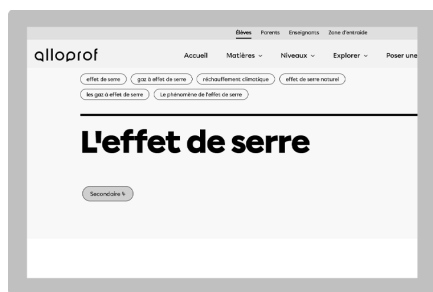 Élèves Parents Enseignants Zone d'entraide
alloprof Accueil Matières Niveaux Explorer Poser une
effet de serre gaz à effet de serre réchauffement climatique effet de serre naturel
les gaz à effet de serre Le phénomène de l'effet de serre
L'effet de serre
Secondaire 4